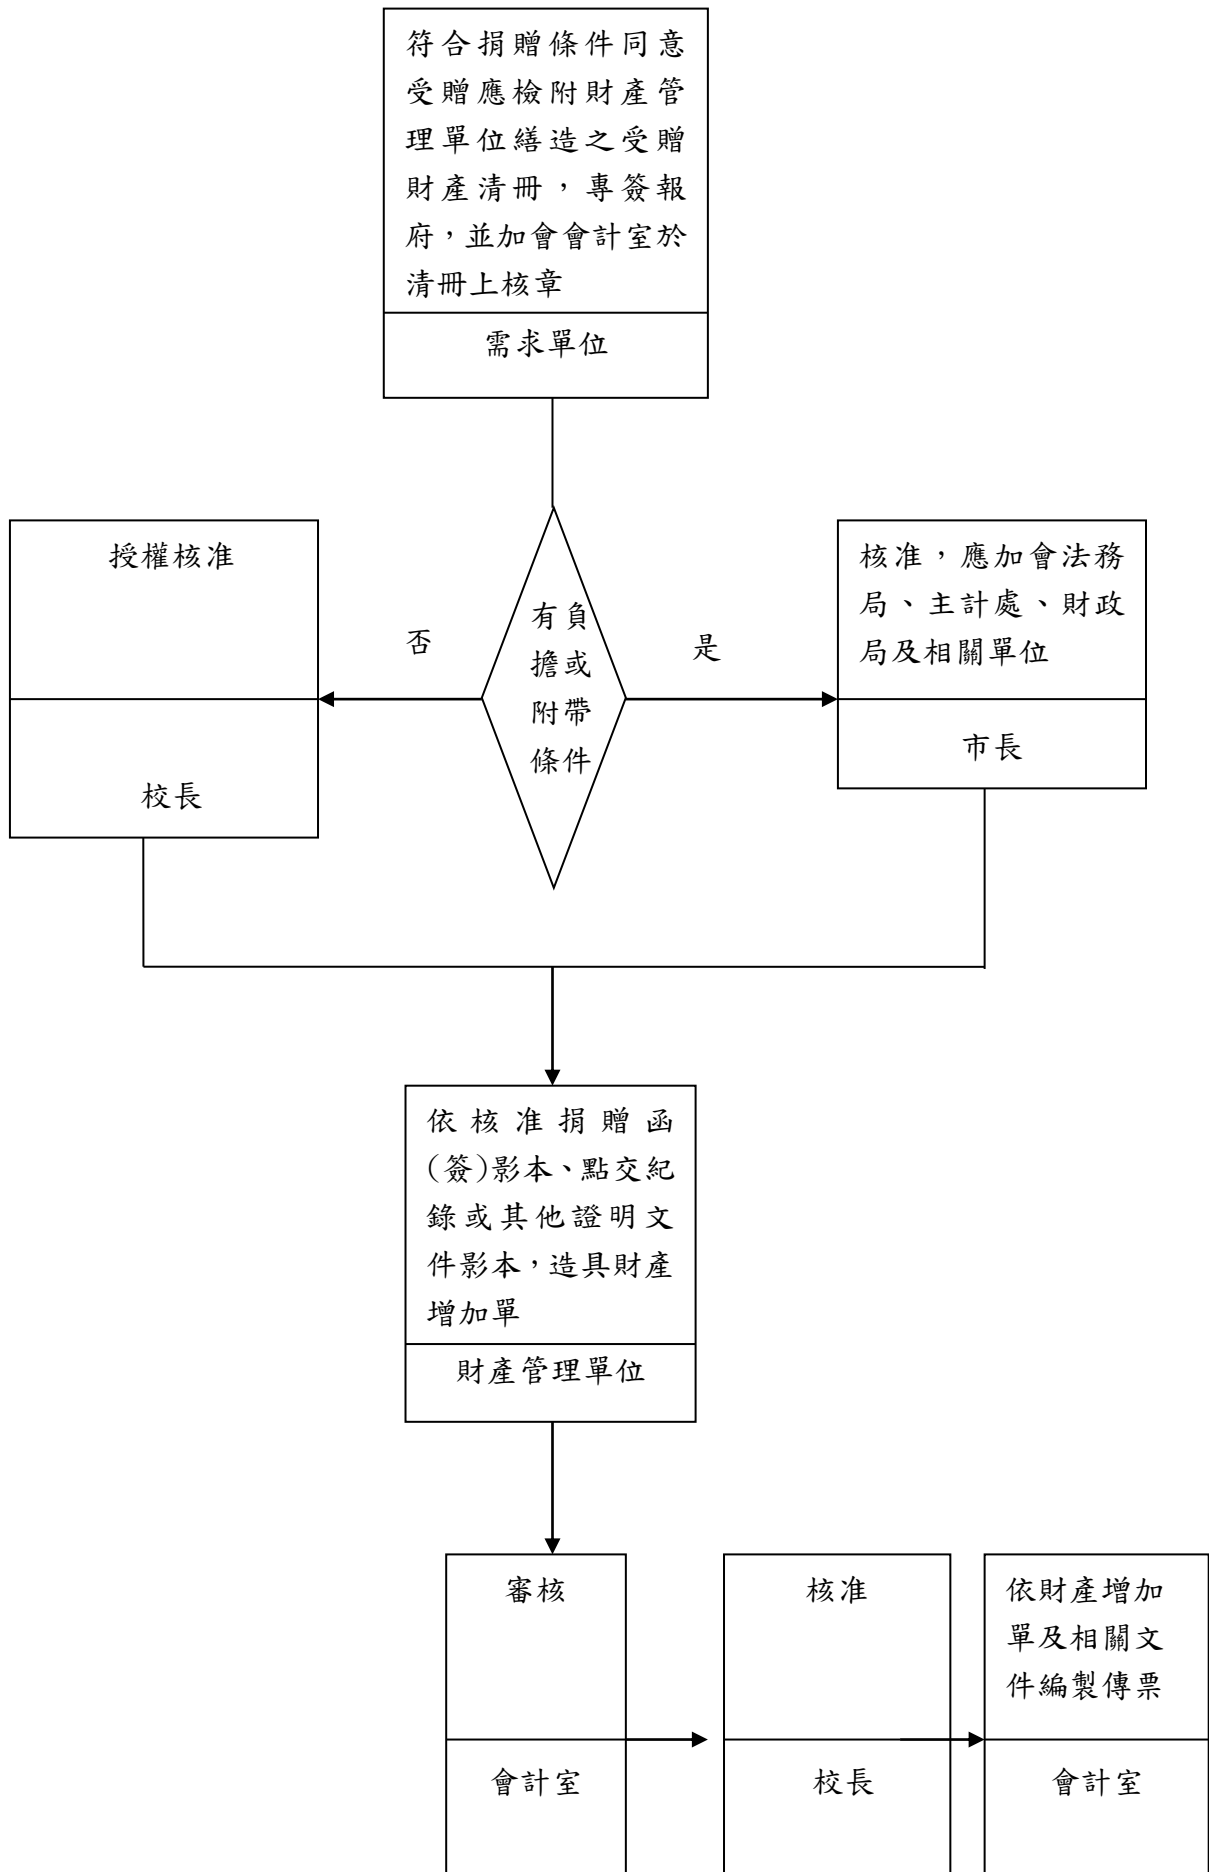 符合捐贈條件同意
受贈應檢附財產管
理單位繕造之受贈
財產清冊，專簽報
府，並加會會計室於
清冊上核章
需求單位
授權核准
校長
否
有負
擔或
附帶
條件
是
核准，應加會法務
局、主計處、財政
局及相關單位
市長
依核准捐贈函
(簽)影本、點交紀
錄或其他證明文
件影本，造具財產
增加單
財產管理單位
審核
會計室
核准
校長
依財產增加
單及相關文
件編製傳票
會計室